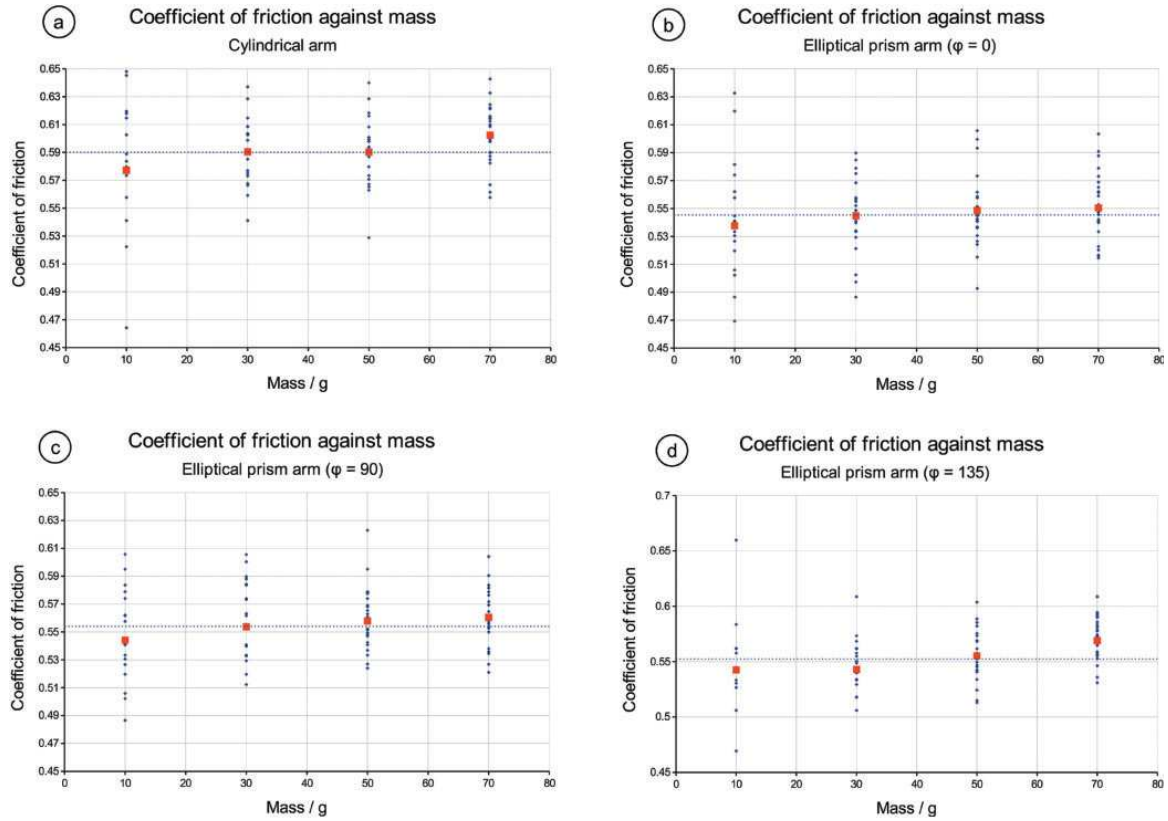 a
Coefficient of friction against mass
Cylindrical arm
0.65
0.63
0.61
0.59
0.57
0.55
0.53
0.51
0.49
0.47
0.45
Coefficient of friction
0 10 20 30 40 50 60 70 80
Mass / g
b
Coefficient of friction against mass
Elliptical prism arm (φ = 0)
0.65
0.63
0.61
0.59
0.57
0.55
0.53
0.51
0.49
0.47
0.45
Coefficient of friction
0 10 20 30 40 50 60 70 80
Mass / g
c
Coefficient of friction against mass
Elliptical prism arm (φ = 90)
0.65
0.63
0.61
0.59
0.57
0.55
0.53
0.51
0.49
0.47
0.45
Coefficient of friction
0 10 20 30 40 50 60 70 80
Mass / g
d
Coefficient of friction against mass
Elliptical prism arm (φ = 135)
0.7
0.65
0.6
0.55
0.5
0.45
Coefficient of friction
0 10 20 30 40 50 60 70 80
Mass / g